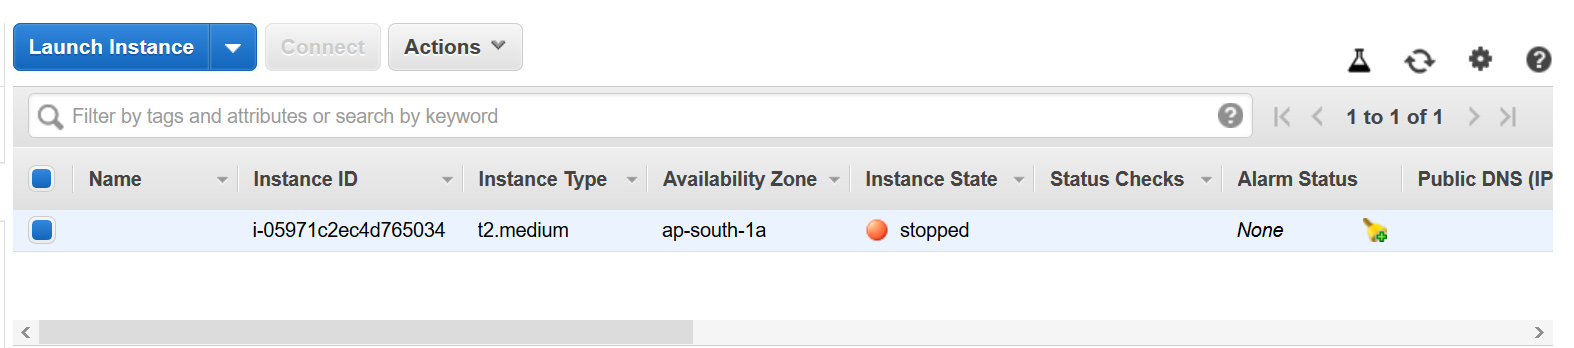 Launch Instance Connect Actions
Filter by tags and attributes or search by keyword ? 1 to 1 of 1
Name Instance ID Instance Type Availability Zone Instance State Status Checks Alarm Status Public DNS (IP
i-05971c2ec4d765034 t2.medium ap-south-1a stopped None